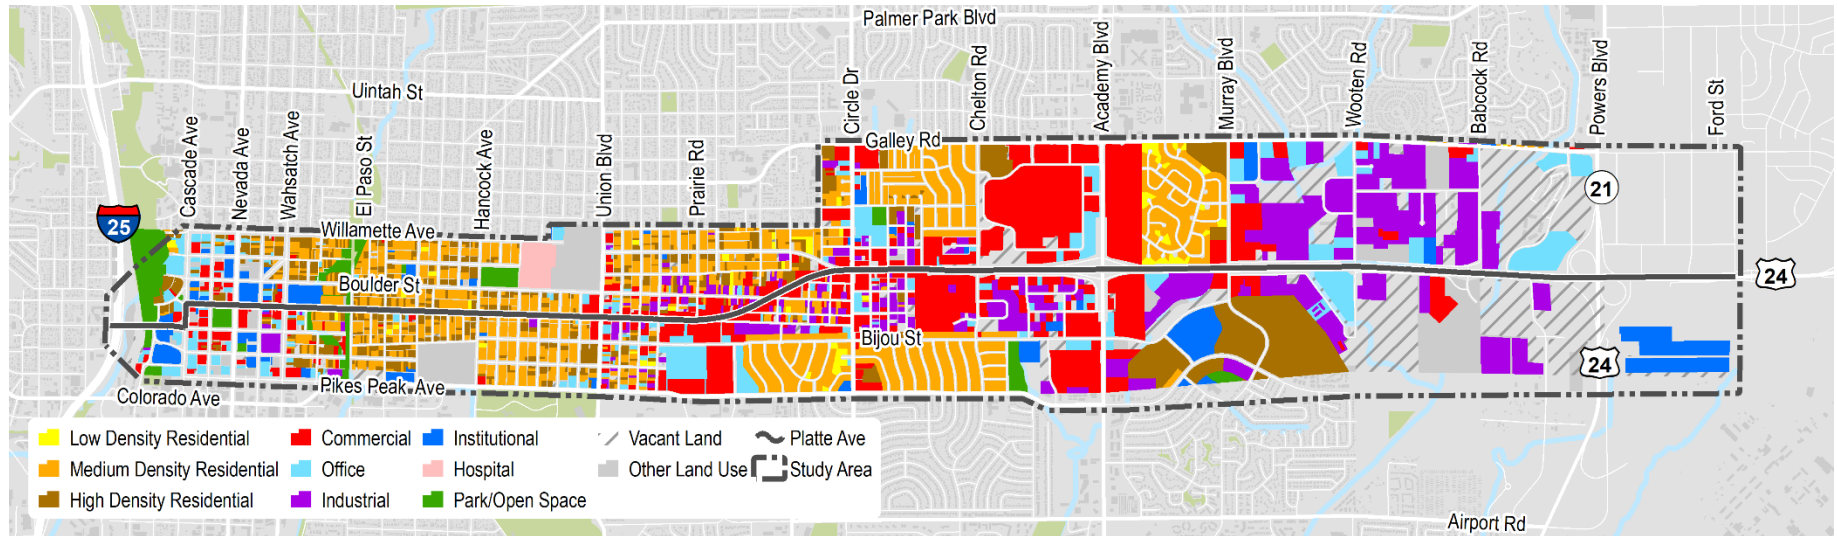 Palmer Park Blvd
Uintah St
Cascade Ave
Nevada Ave
Wahsatch Ave
El Paso St
Hancock Ave
Union Blvd
Prairie Rd
Circle Dr
Chelton Rd
Academy Blvd
Murray Blvd
Wooten Rd
Babcock Rd
Powers Blvd
Ford St
Galley Rd
21
25
Willamette Ave
Boulder St
24
Bijou St
24
Pikes Peak Ave
Colorado Ave
Low Density Residential
Commercial
Institutional
Vacant Land
Platte Ave
Medium Density Residential
Office
Hospital
Other Land Use
Study Area
High Density Residential
Industrial
Park/Open Space
Airport Rd